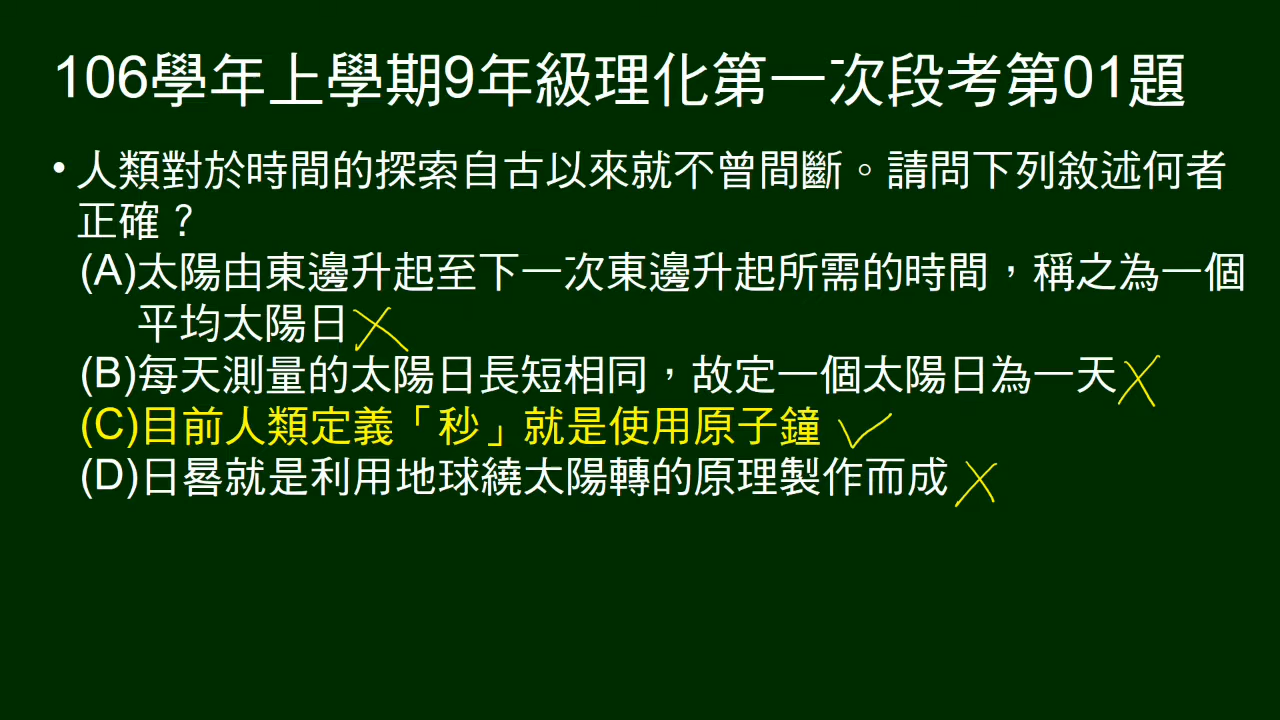 106學年上學期9年級理化第一次段考第01題
• 人類對於時間的探索自古以來就不曾間斷。請問下列敘述何者
正確？
(A)太陽由東邊升起至下一次東邊升起所需的時間，稱之為一個
平均太陽日
(B)每天測量的太陽日長短相同，故定一個太陽日為一天
(C)目前人類定義「秒」就是使用原子鐘
(D)日晷就是利用地球繞太陽轉的原理製作而成